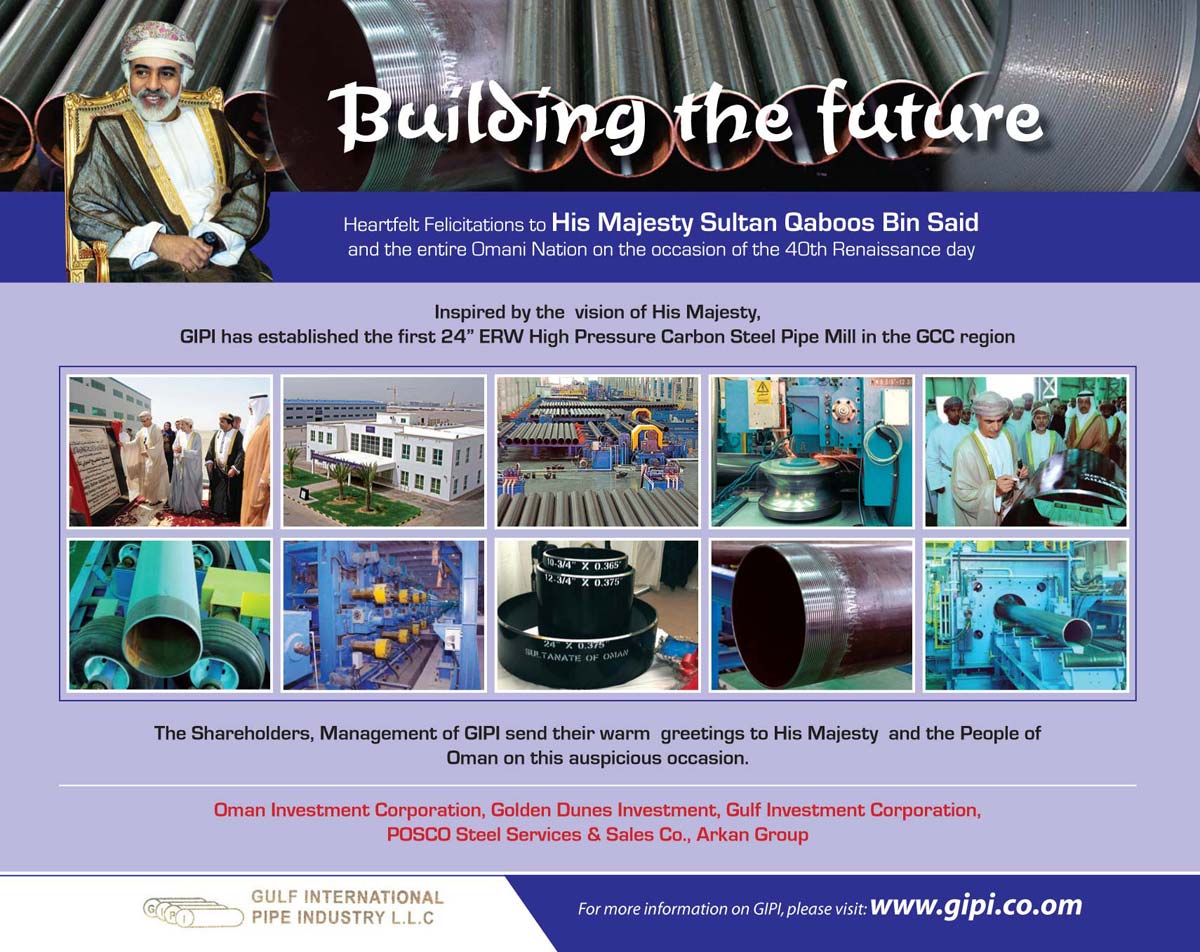 Building the future
Heartfelt Felicitations to His Majesty Sultan Qaboos Bin Said
and the entire Omani Nation on the occasion of the 40th Renaissance day
Inspired by the vision of His Majesty,
GIPI has established the first 24” ERW High Pressure Carbon Steel Pipe Mill in the GCC region
10-3/4" X 0.365"
12-3/4" X 0.375"
24" X 0.375"
SULTANATE OF OMAN
The Shareholders, Management of GIPI send their warm greetings to His Majesty and the People of
Oman on this auspicious occasion.
Oman Investment Corporation, Golden Dunes Investment, Gulf Investment Corporation,
POSCO Steel Services & Sales Co., Arkan Group
GIPI
GULF INTERNATIONAL
PIPE INDUSTRY L.L.C
For more information on GIPI, please visit: www.gipi.co.om